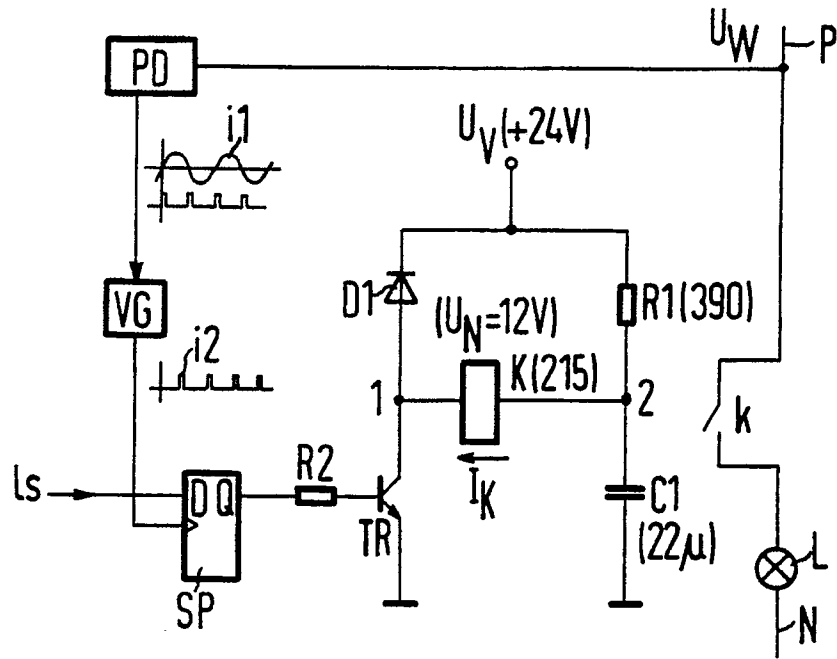 U_W
P
PD
U_V(+24V)
i1
D1
(U_N=12V)
R1(390)
VG
i2
K(215)
1
2
k
I_K
Is
R2
D Q
C1
(22µ)
TR
L
SP
N